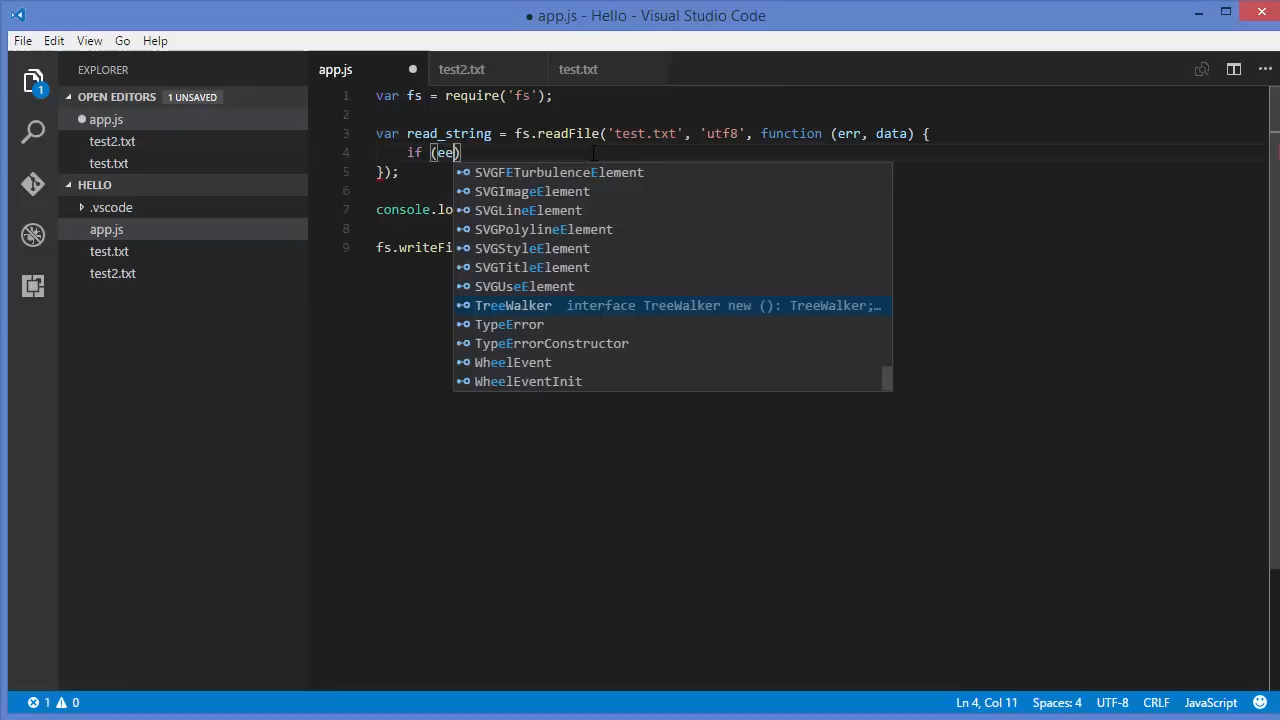 ● app.js - Hello - Visual Studio Code
File Edit View Go Help
EXPLORER
OPEN EDITORS 1 UNSAVED
app.js
test2.txt
test.txt
HELLO
.vscode
app.js
test.txt
test2.txt
1
app.js ● test2.txt test.txt
1 var fs = require('fs');
2
3 var read_string = fs.readFile('test.txt', 'utf8', function (err, data) {
4 if (ee)
5 });
6
7 console.lo
8
9 fs.writeFi
SVGFETurbulenceElement
SVGImageElement
SVGLineElement
SVGPolylineElement
SVGStyleElement
SVGTitleElement
SVGUseElement
TreeWalker interface TreeWalker new (): TreeWalker;…
TypeError
TypeErrorConstructor
WheelEvent
WheelEventInit
1 0 Ln 4, Col 11 Spaces: 4 UTF-8 CRLF JavaScript